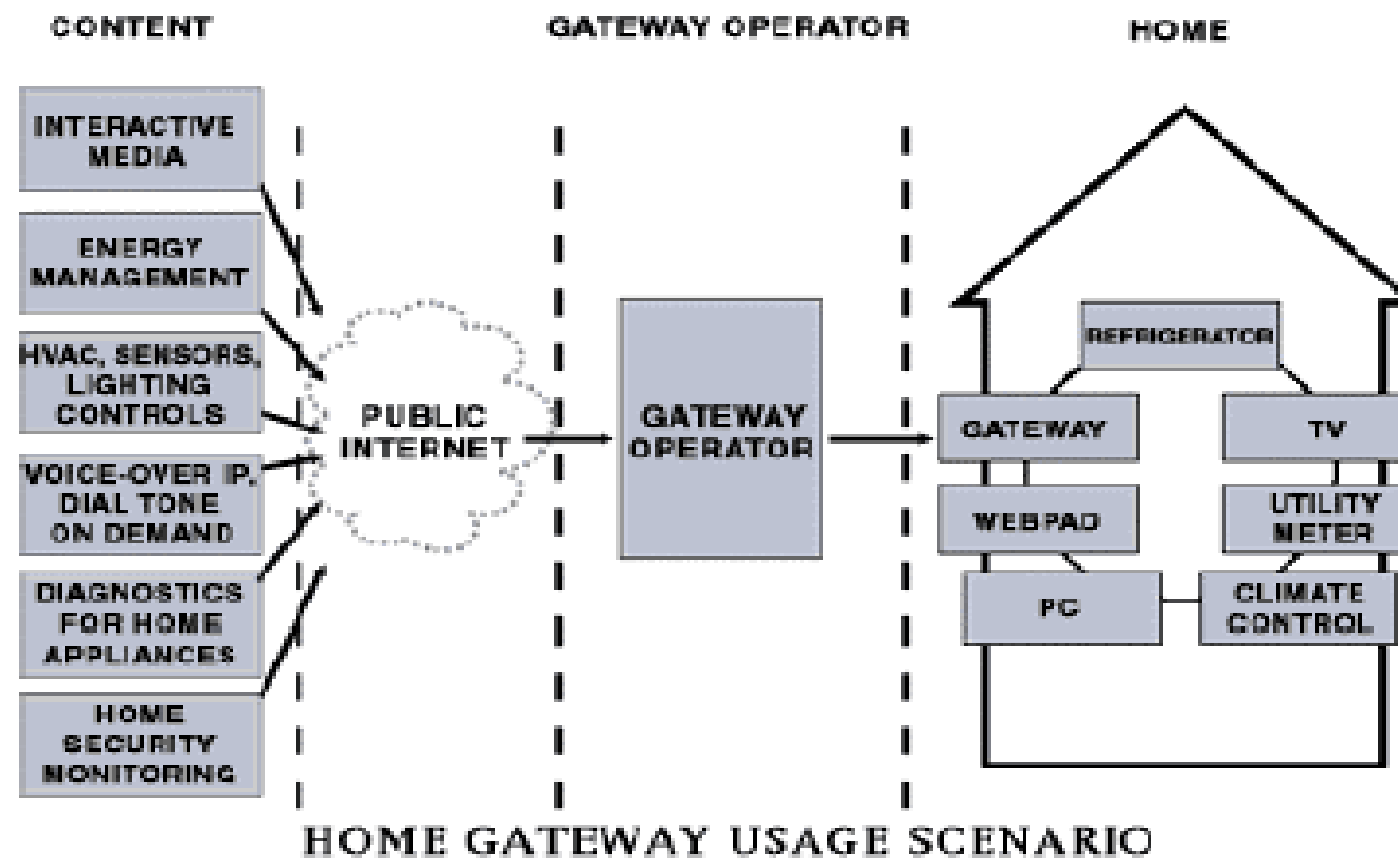 CONTENT
GATEWAY OPERATOR
HOME
INTERACTIVE
MEDIA
ENERGY
MANAGEMENT
HVAC, SENSORS,
LIGHTING
CONTROLS
VOICE-OVER IP,
DIAL TONE
ON DEMAND
DIAGNOSTICS
FOR HOME
APPLIANCES
HOME
SECURITY
MONITORING
PUBLIC
INTERNET
GATEWAY
OPERATOR
REFRIGERATOR
GATEWAY
TV
WEBPAD
UTILITY
METER
PC
CLIMATE
CONTROL
HOME GATEWAY USAGE SCENARIO